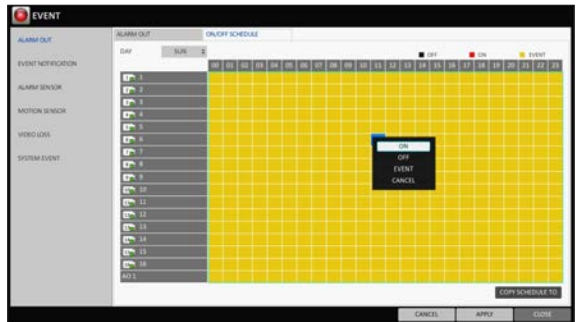 EVENT
ALARM OUT
EVENT NOTIFICATION
ALARM SENSOR
MOTION SENSOR
VIDEO LOSS
SYSTEM EVENT
ALARM OUT ON/OFF SCHEDULE
DAY SUN
OFF ON EVENT
00 01 02 03 04 05 06 07 08 09 10 11 12 13 14 15 16 17 18 19 20 21 22 23
1
2
3
4
5
6
7
8
9
10
11
12
13
14
15
16
AO 1
ON
OFF
EVENT
CANCEL
COPY SCHEDULE TO
CANCEL APPLY CLOSE